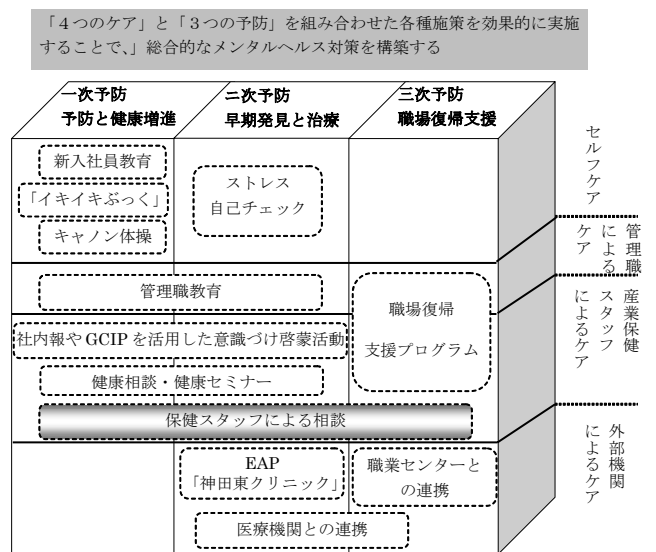 「４つのケア」と「３つの予防」を組み合わせた各種施策を効果的に実施
することで、」総合的なメンタルヘルス対策を構築する
一次予防
予防と健康増進
二次予防
早期発見と治療
三次予防
職場復帰支援
新入社員教育
「イキイキぶっく」
キャノン体操
ストレス
自己チェック
セルフケア
管理職教育
職場復帰
支援プログラム
管理職
による
ケア
社内報や GCIP を活用した意識づけ啓蒙活動
健康相談・健康セミナー
保健スタッフによる相談
産業保健
スタッフ
によるケア
EAP
「神田東クリニック」
職業センターと
の連携
医療機関との連携
外部機関
によるケア